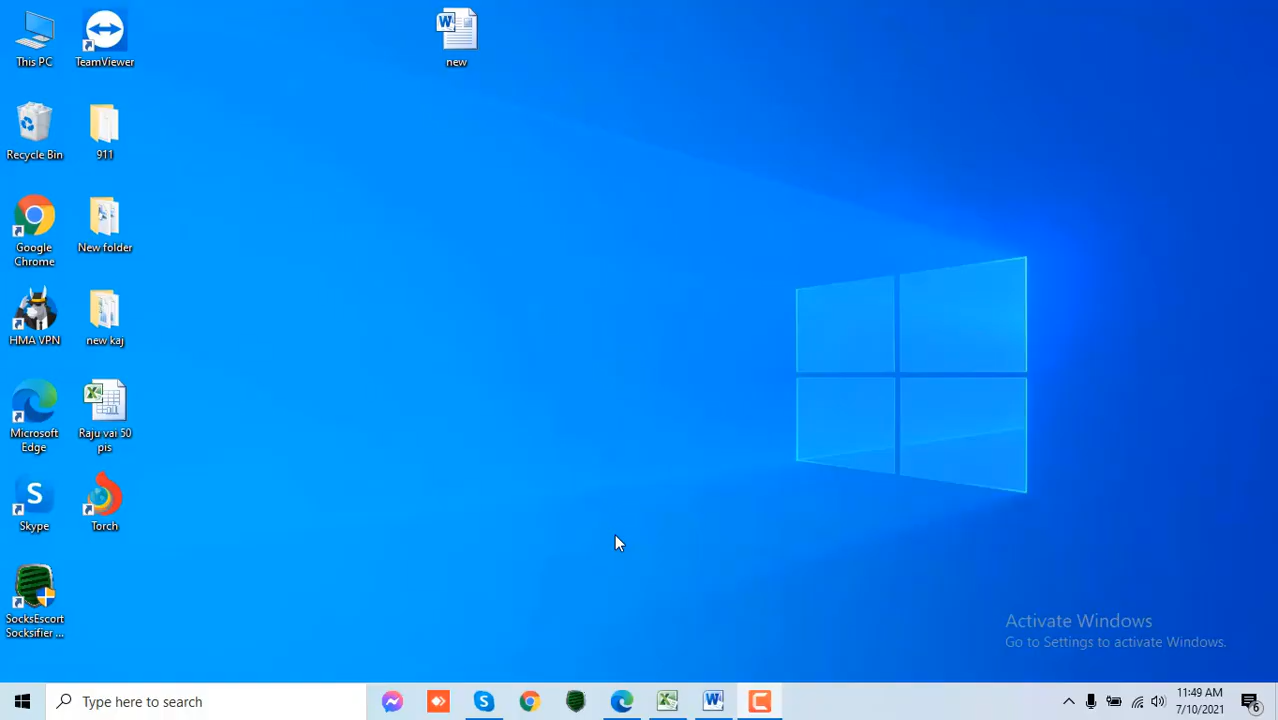 This PC
TeamViewer
new
Recycle Bin
911
Google
Chrome
New folder
HMA VPN
new kaj
Microsoft
Edge
Raju vai 50
pis
S
Skype
Torch
SocksEscort
Socksifier ...
Activate Windows
Go to Settings to activate Windows.
Type here to search
11:49 AM
7/10/2021
6